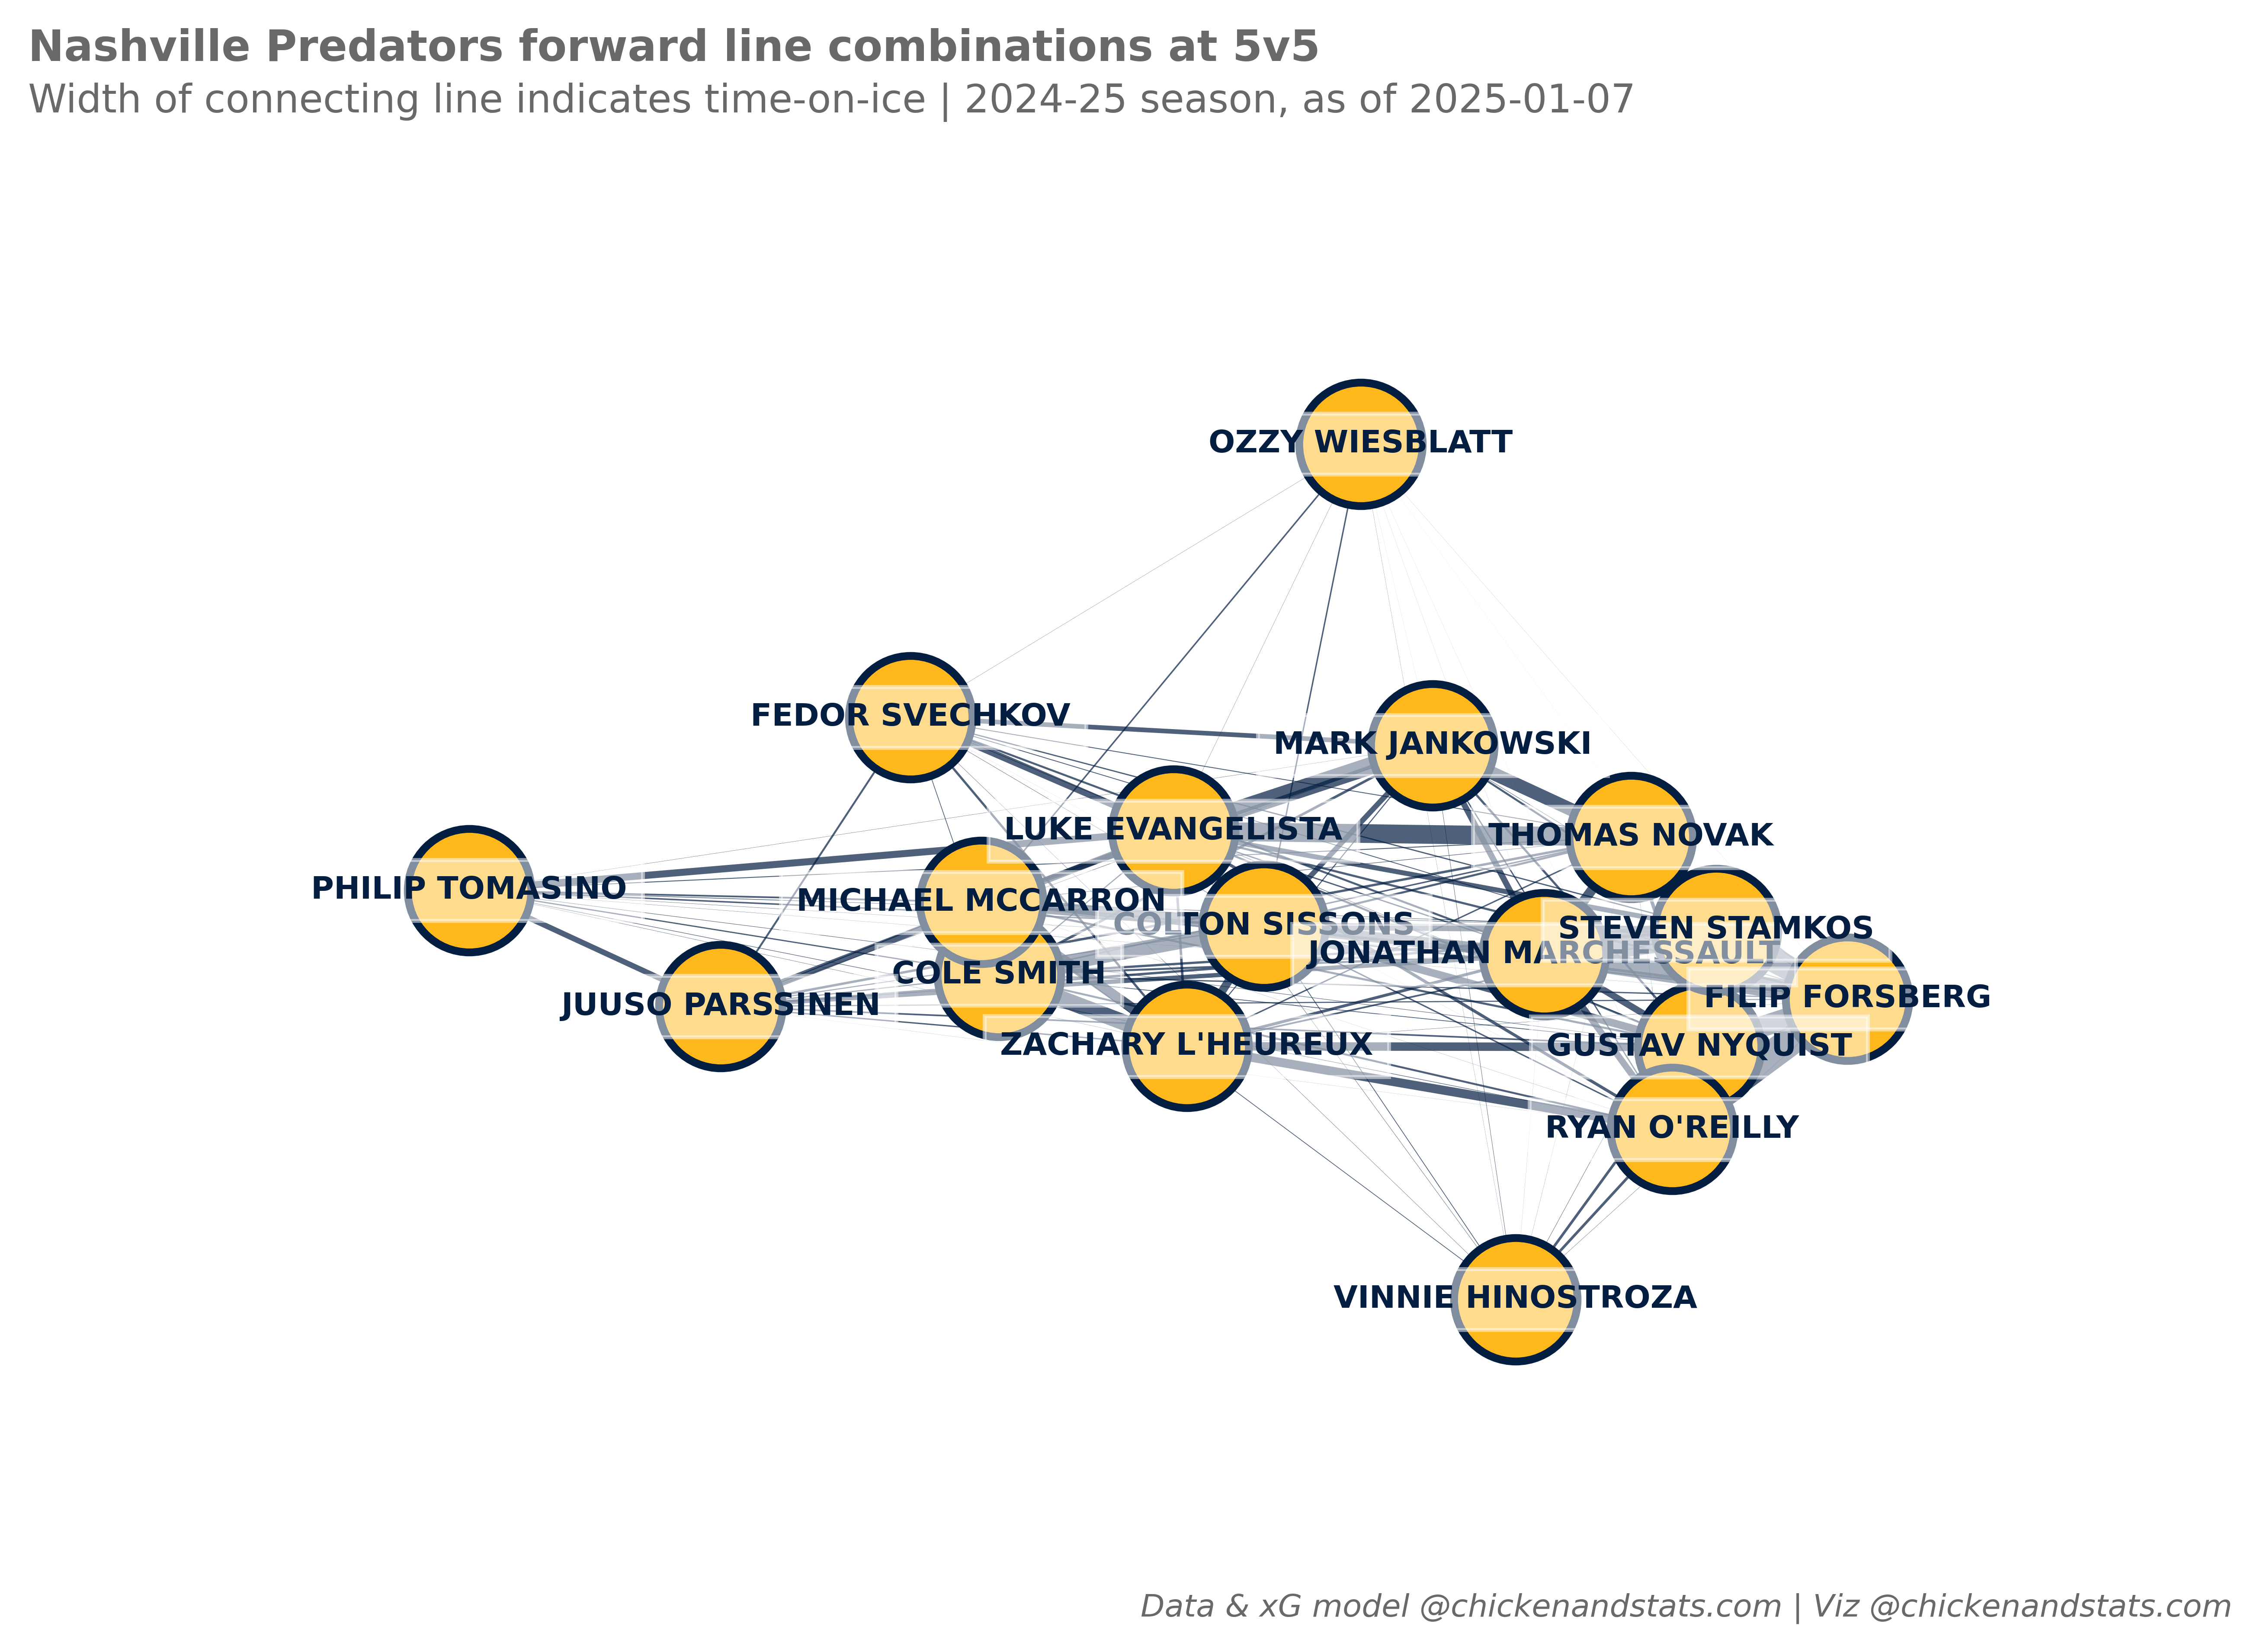 Nashville Predators forward line combinations at 5v5
Width of connecting line indicates time-on-ice | 2024-25 season, as of 2025-01-07
OZZY WIESBLATT
FEDOR SVECHKOV
MARK JANKOWSKI
LUKE EVANGELISTA
THOMAS NOVAK
PHILIP TOMASINO
MICHAEL MCCARRON
COLTON SISSONS
STEVEN STAMKOS
JONATHAN MARCHESSAULT
COLE SMITH
FILIP FORSBERG
JUUSO PARSSINEN
ZACHARY L'HEUREUX
GUSTAV NYQUIST
RYAN O'REILLY
VINNIE HINOSTROZA
Data & xG model @chickenandstats.com | Viz @chickenandstats.com